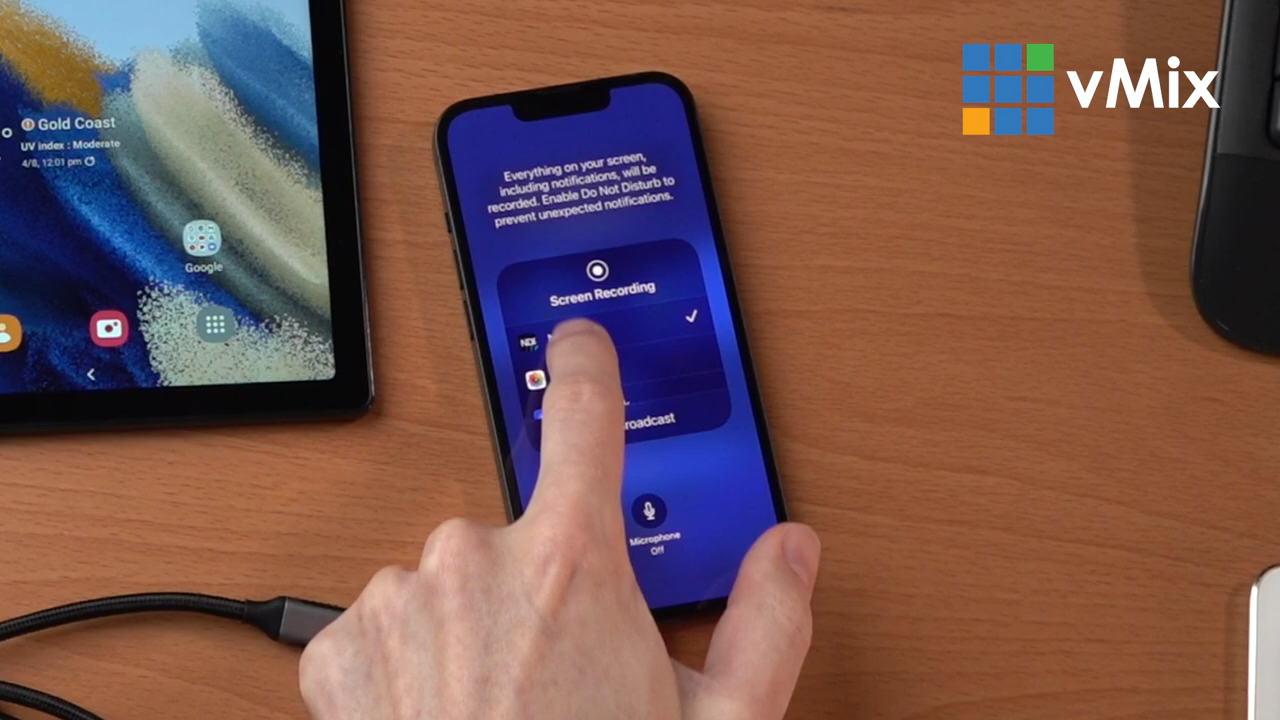 Gold Coast
UV index : Moderate
4/8, 12:01 pm
Google
vMix
Everything on your screen,
including notifications, will be
recorded. Enable Do Not Disturb to
prevent unexpected notifications.
Screen Recording
NDI
Microphone
Off